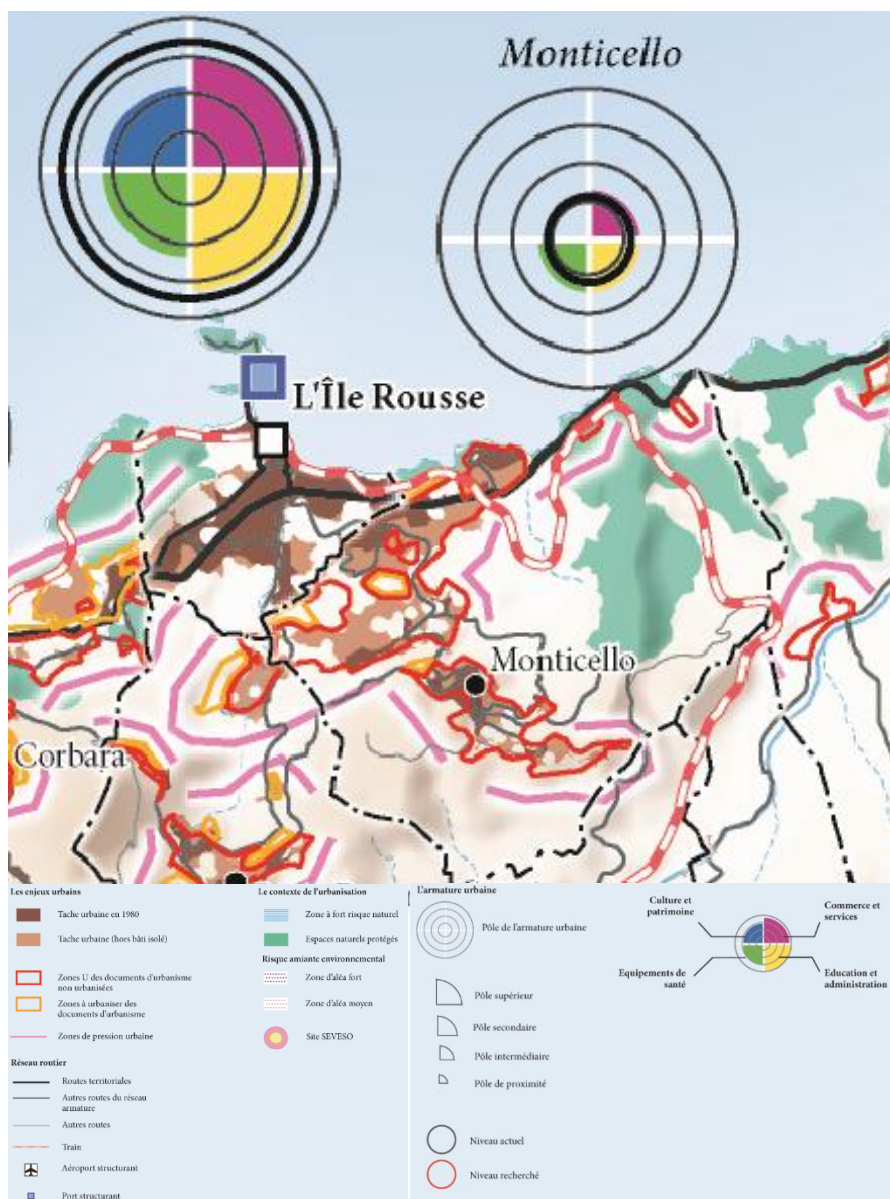 Monticello
L'Île Rousse
Monticello
Corbara
Les enjeux urbains
Tache urbaine en 1980
Tache urbaine (hors bâti isolé)
Zones U des documents d'urbanisme
non urbanisées
Zones à urbaniser des
documents d'urbanisme
Zones de pression urbaine
Réseau routier
Routes territoriales
Autres routes du réseau
armature
Autres routes
Train
Aéroport structurant
Port structurant
Le contexte de l'urbanisation
Zone à fort risque naturel
Espaces naturels protégés
Risque amiante environnemental
Zone d'aléa fort
Zone d'aléa moyen
Site SEVESO
L'armature urbaine
Pôle de l'armature urbaine
Pôle supérieur
Pôle secondaire
Pôle intermédiaire
Pôle de proximité
Niveau actuel
Niveau recherché
Culture et
patrimoine
Commerce et
services
Equipements de
santé
Education et
administration